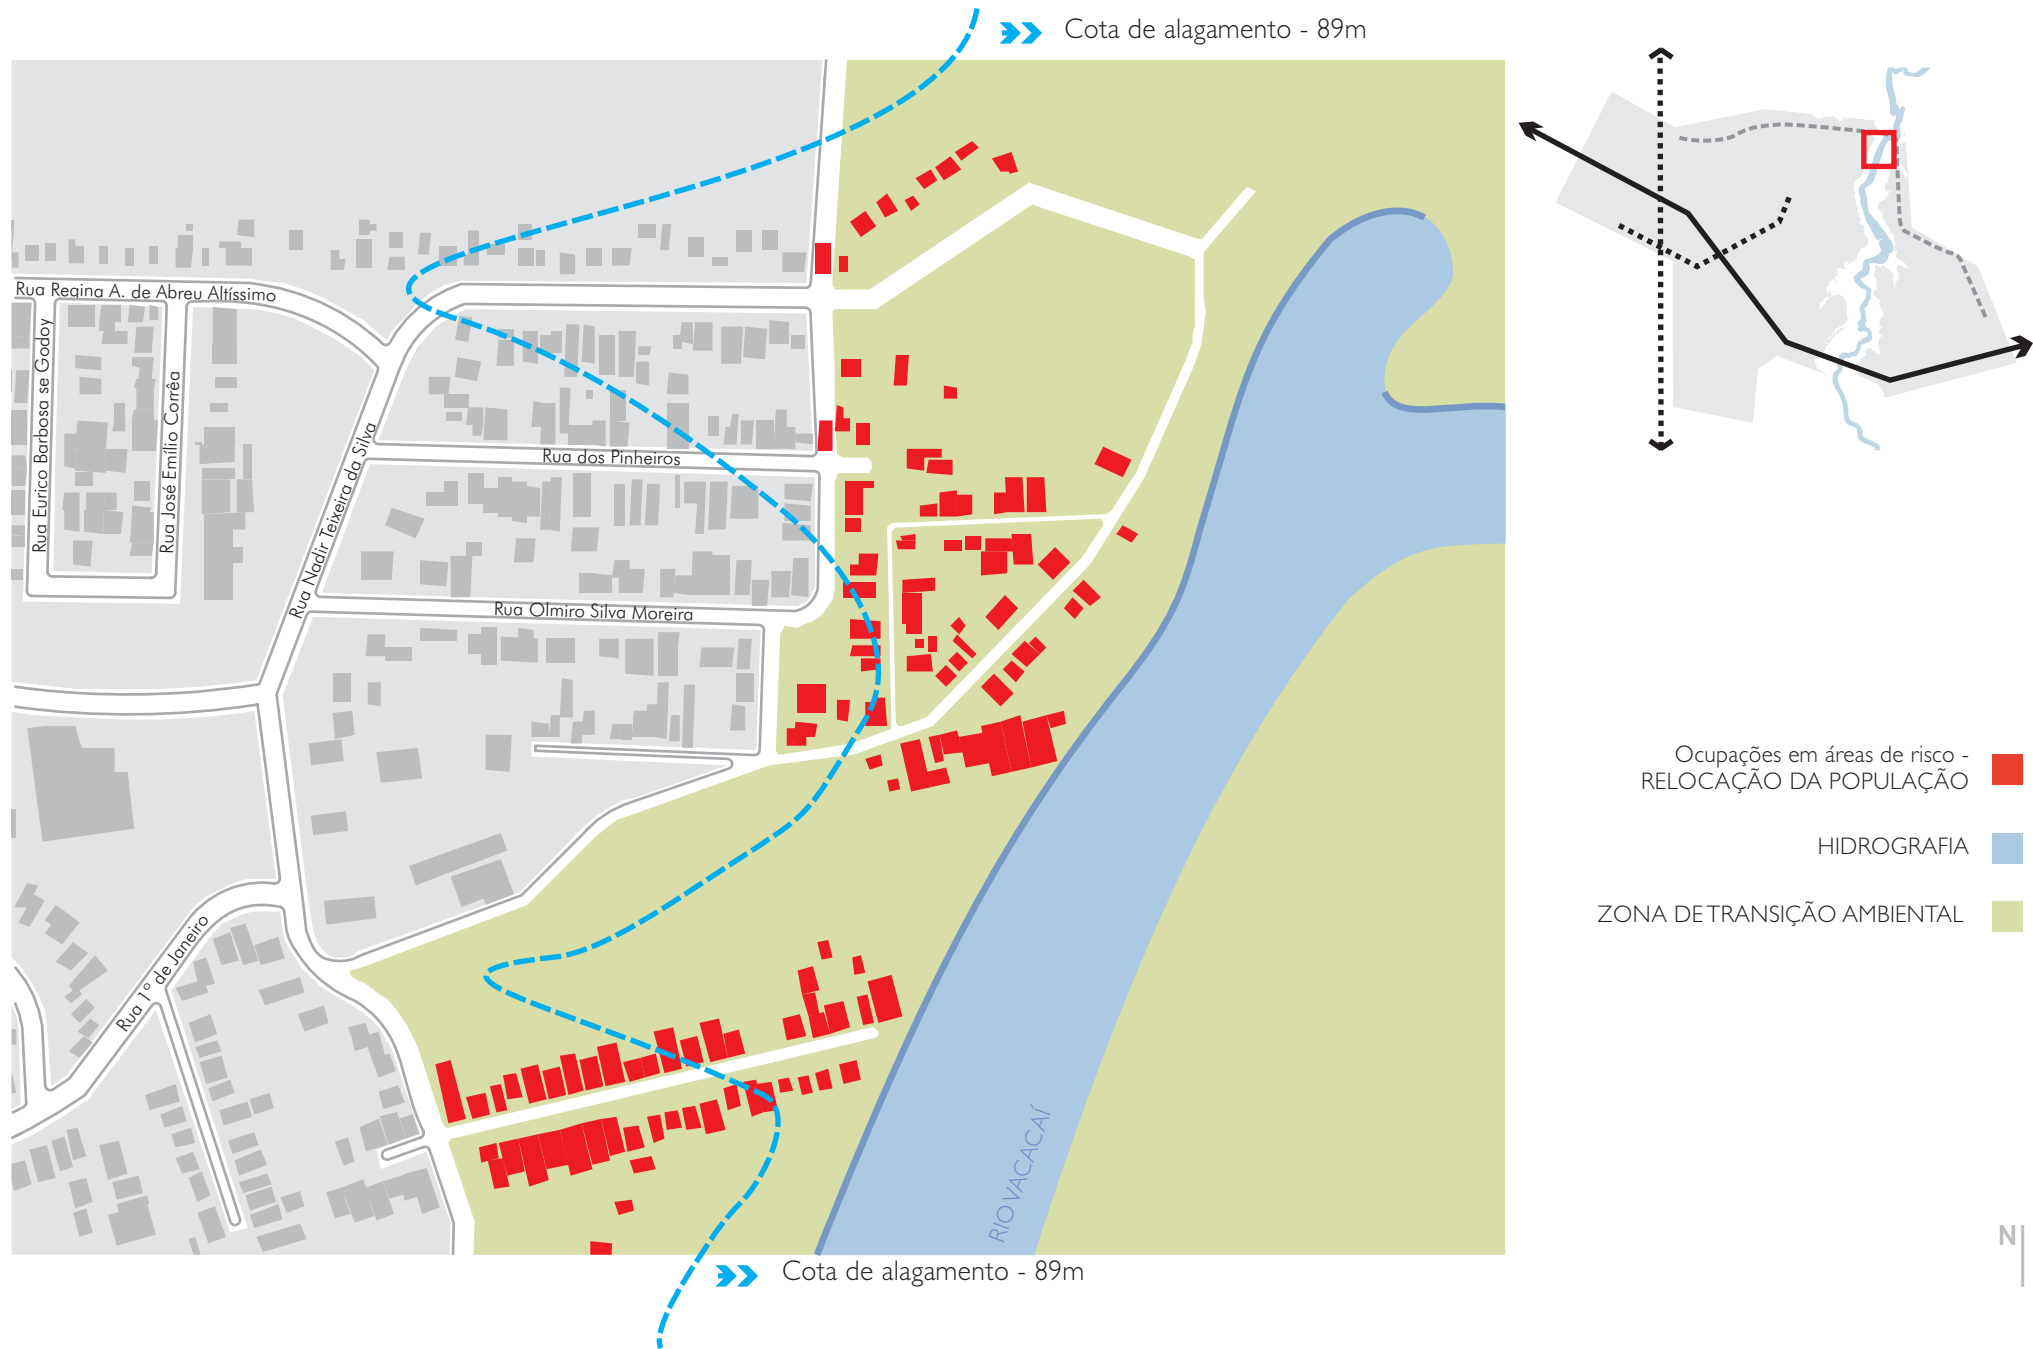 Cota de alagamento - 89m
Rua Regina A. de Abreu Altíssimo
Rua Eurico Barbosa se Godoy
Rua José Emílio Corrêa
Rua Nadir Teixeira da Silva
Rua dos Pinheiros
Rua Olmiro Silva Moreira
Rua 1° de Janeiro
RIO VACACAÍ
Ocupações em áreas de risco -
RELOCAÇÃO DA POPULAÇÃO
HIDROGRAFIA
ZONA DE TRANSIÇÃO AMBIENTAL
N
Cota de alagamento - 89m